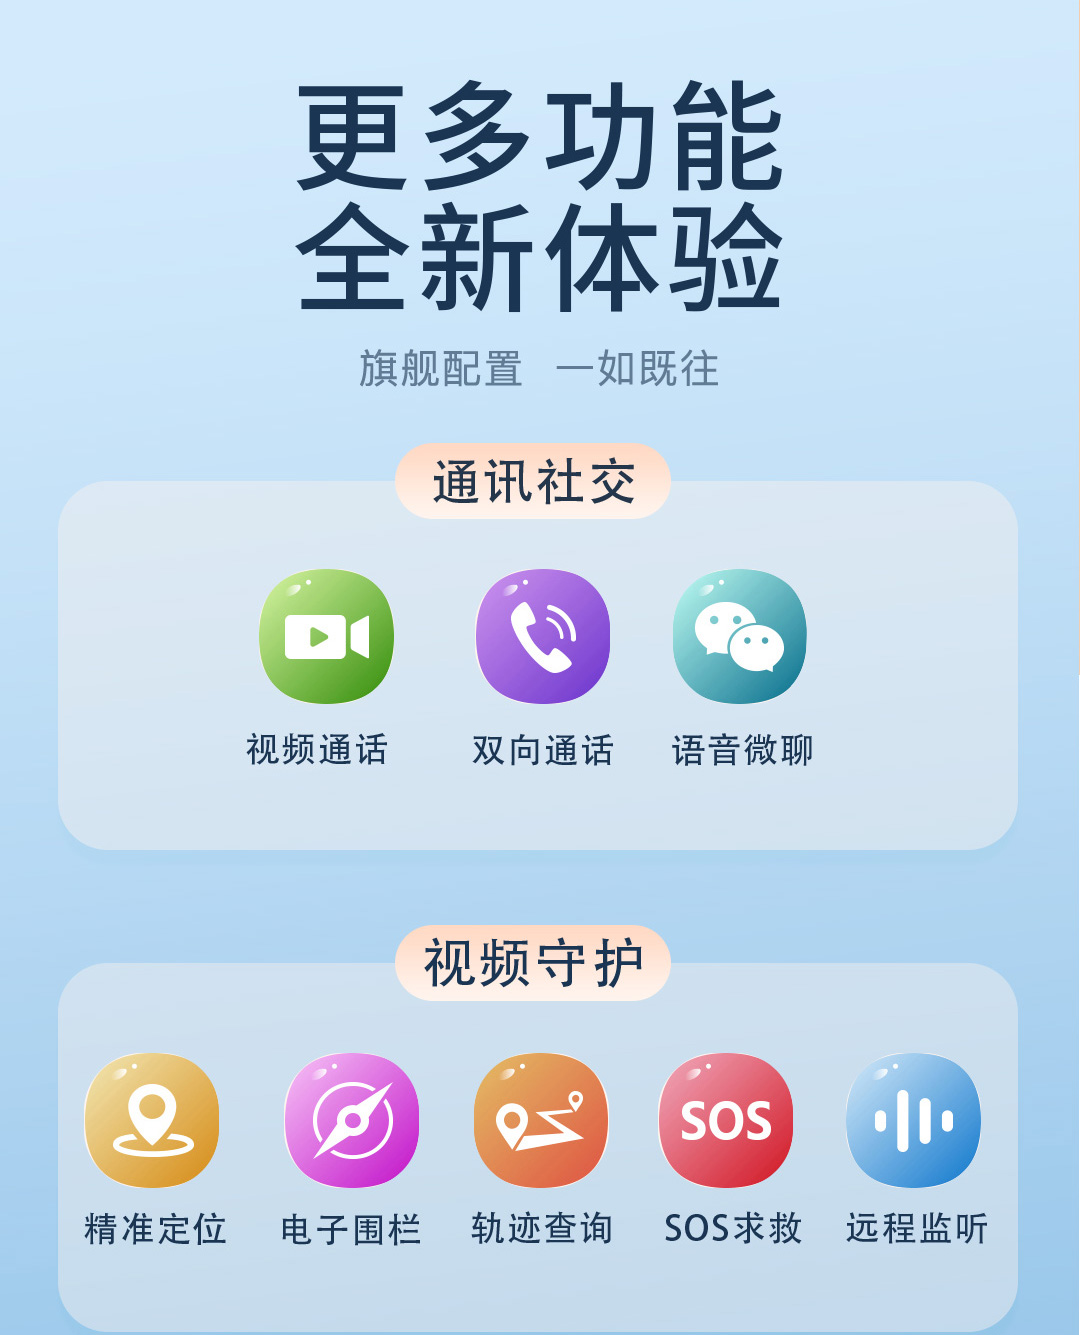 更多功能
全新体验
旗舰配置 一如既往
通讯社交
视频通话 双向通话 语音微聊
视频守护
SOS
精准定位 电子围栏 轨迹查询 SOS求救 远程监听